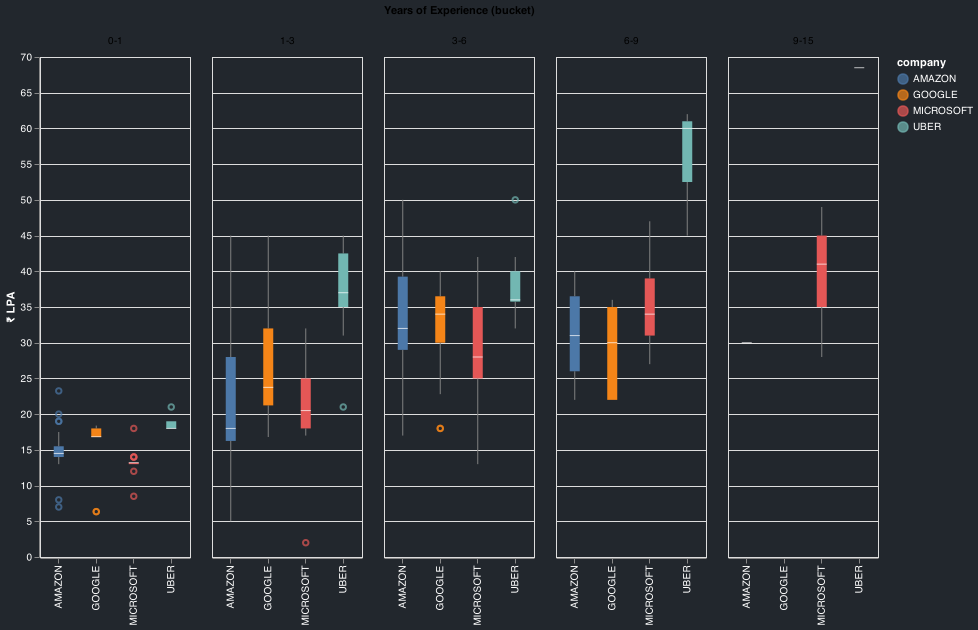 Years of Experience (bucket)
0-1 1-3 3-6 6-9 9-15
₹ LPA
70
65
60
55
50
45
40
35
30
25
20
15
10
5
0
AMAZON GOOGLE MICROSOFT UBER
AMAZON GOOGLE MICROSOFT UBER
AMAZON GOOGLE MICROSOFT UBER
AMAZON GOOGLE MICROSOFT UBER
AMAZON GOOGLE MICROSOFT UBER
company
AMAZON
GOOGLE
MICROSOFT
UBER